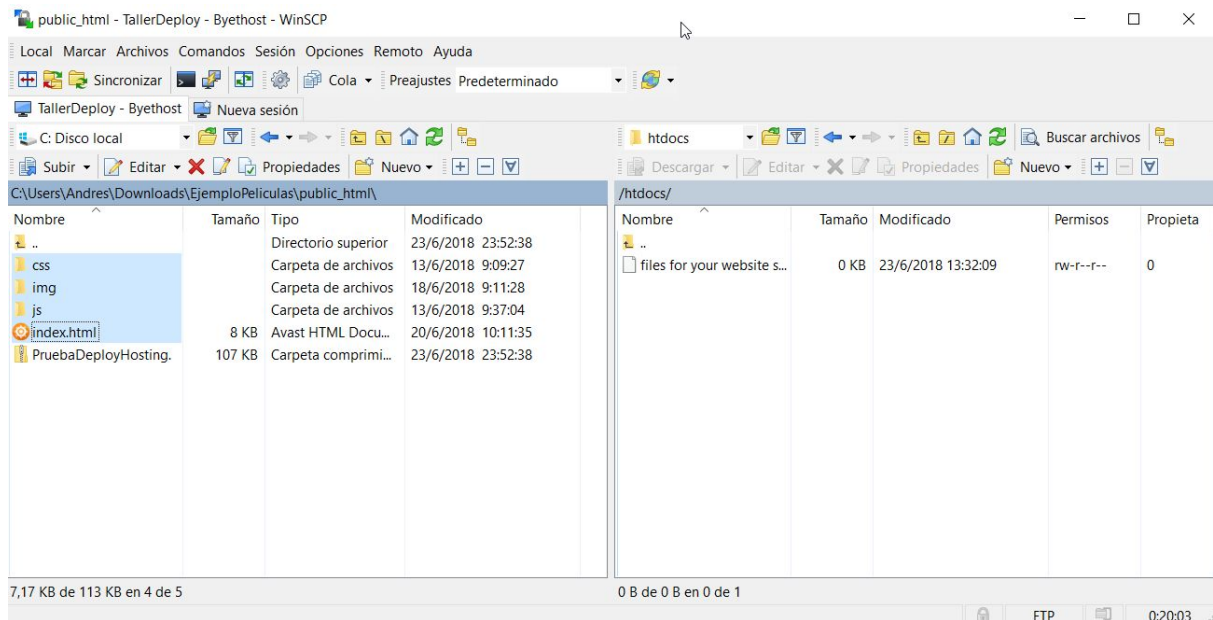 public_html - TallerDeploy - Byethost - WinSCP
Local Marcar Archivos Comandos Sesión Opciones Remoto Ayuda
Sincronizar Cola Preajustes Predeterminado
TallerDeploy - Byethost Nueva sesión
C: Disco local htdocs Buscar archivos
Subir Editar Propiedades Nuevo Descargar Editar Propiedades Nuevo
C:\Users\Andres\Downloads\EjemploPeliculas\public_html\ /htdocs/
Nombre Tamaño Tipo Modificado Nombre Tamaño Modificado Permisos Propieta
.. Directorio superior 23/6/2018 23:52:38 ..
css Carpeta de archivos 13/6/2018 9:09:27 files for your website s... 0 KB 23/6/2018 13:32:09 rw-r--r-- 0
img Carpeta de archivos 18/6/2018 9:11:28
js Carpeta de archivos 13/6/2018 9:37:04
index.html 8 KB Avast HTML Docu... 20/6/2018 10:11:35
PruebaDeployHosting. 107 KB Carpeta comprimi... 23/6/2018 23:52:38
7,17 KB de 113 KB en 4 de 5 0 B de 0 B en 0 de 1
FTP 0:20:03